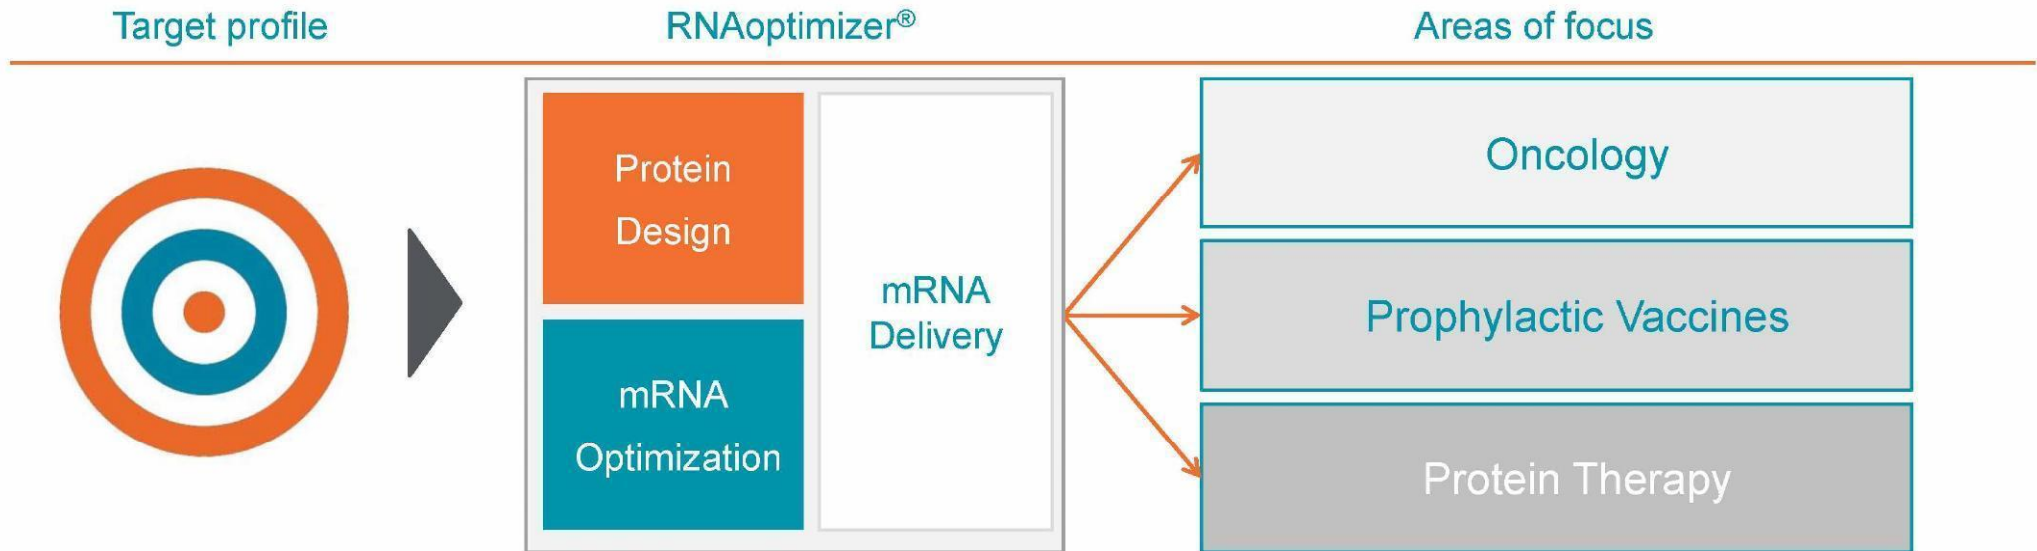 Target profile
RNAoptimizer®
Areas of focus
Protein
Design
mRNA
Optimization
mRNA
Delivery
Oncology
Prophylactic Vaccines
Protein Therapy